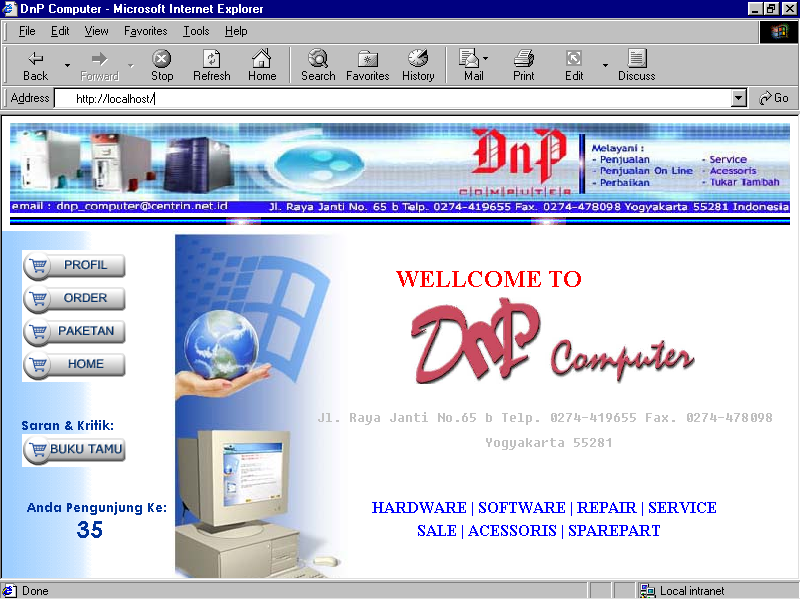 DnP Computer - Microsoft Internet Explorer
File Edit View Favorites Tools Help
Back Forward Stop Refresh Home Search Favorites History Mail Print Edit Discuss
Address http://localhost/ Go
DnP
COMPUTER
Melayani :
- Penjualan - Service
- Penjualan On Line - Acessoris
- Perbaikan - Tukar Tambah
email : dnp_computer@centrin.net.id Jl. Raya Janti No. 65 b Telp. 0274-419655 Fax. 0274-478098 Yogyakarta 55281 Indonesia
PROFIL
ORDER
PAKETAN
HOME
Saran & Kritik:
BUKU TAMU
Anda Pengunjung Ke:
35
WELLCOME TO
DnP Computer
Jl. Raya Janti No.65 b Telp. 0274-419655 Fax. 0274-478098
Yogyakarta 55281
HARDWARE | SOFTWARE | REPAIR | SERVICE
SALE | ACESSORIS | SPAREPART
Done Local intranet